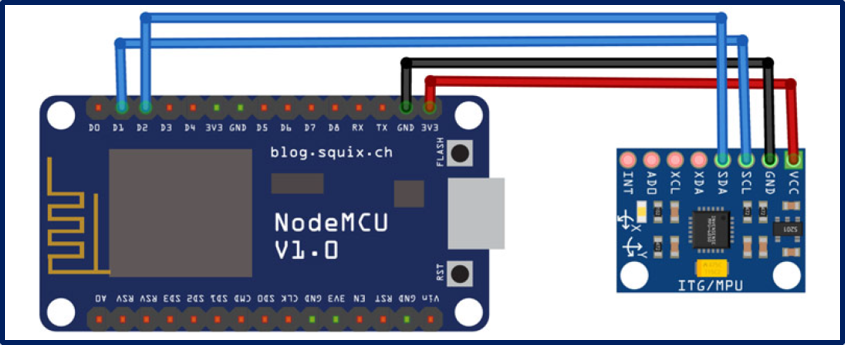 D0 D1 D2 D3 D4 3V3 GND D5 D6 D7 D8 RX TX GND 3V3
blog.squix.ch
FLASH
NodeMCU
V1.0
RST
A0 RSV RSV SD3 SD2 SD1 CMD SD0 CLK GND 3V3 EN RST GND Vin
INT AD0 XCL XDA SDA SCL GND VCC
X
Y
ITG/MPU